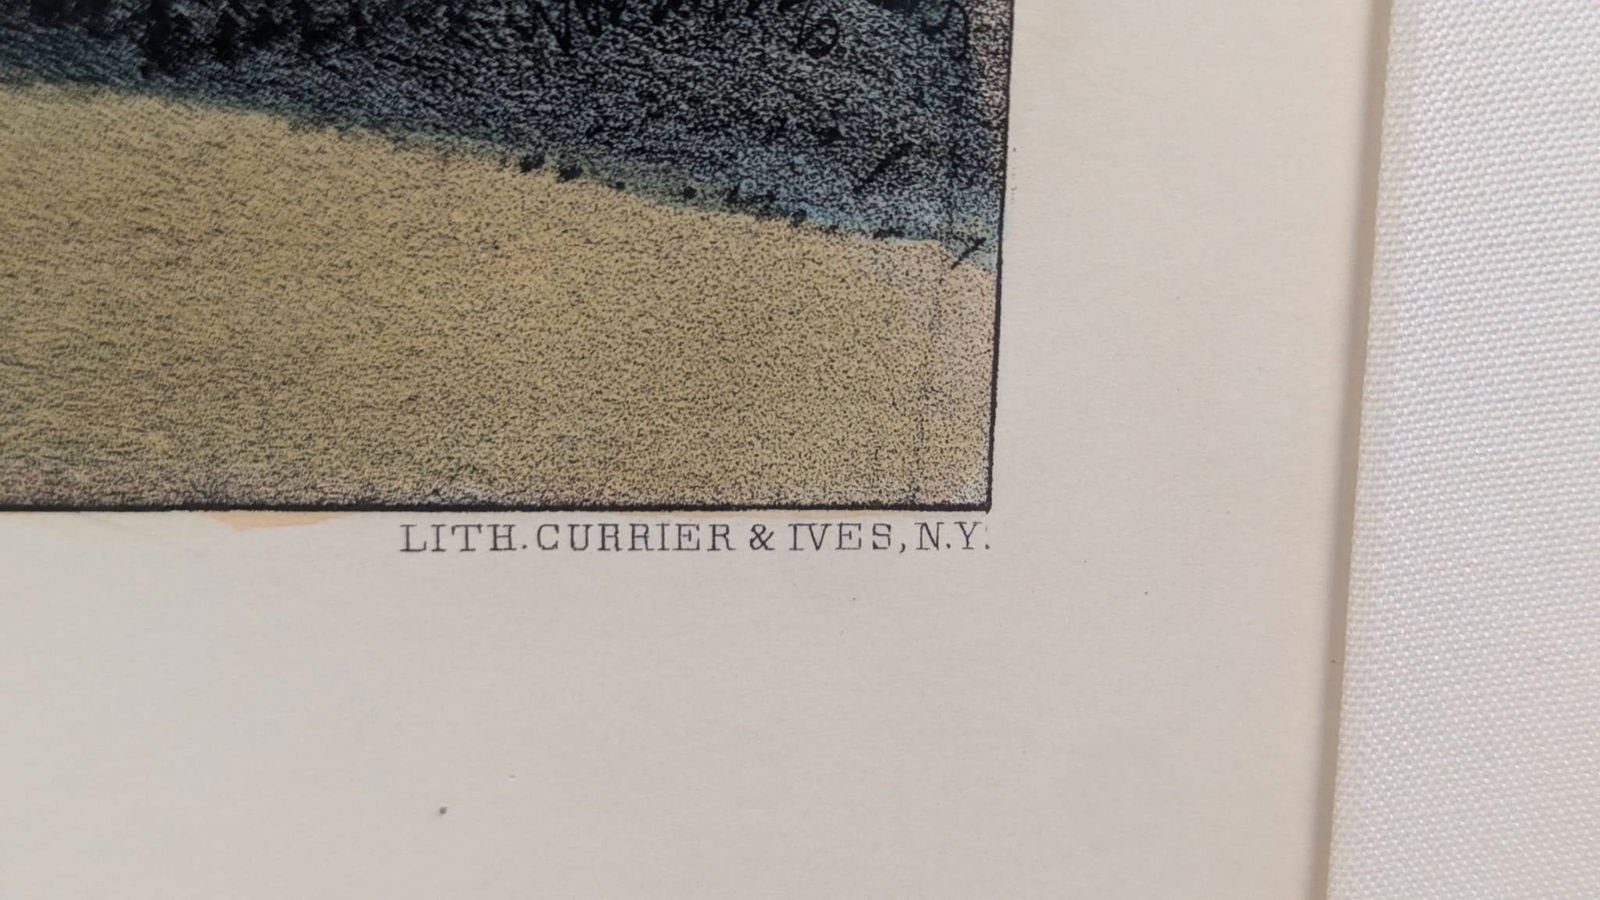 LITH. CURRIER & IVES, N.Y.